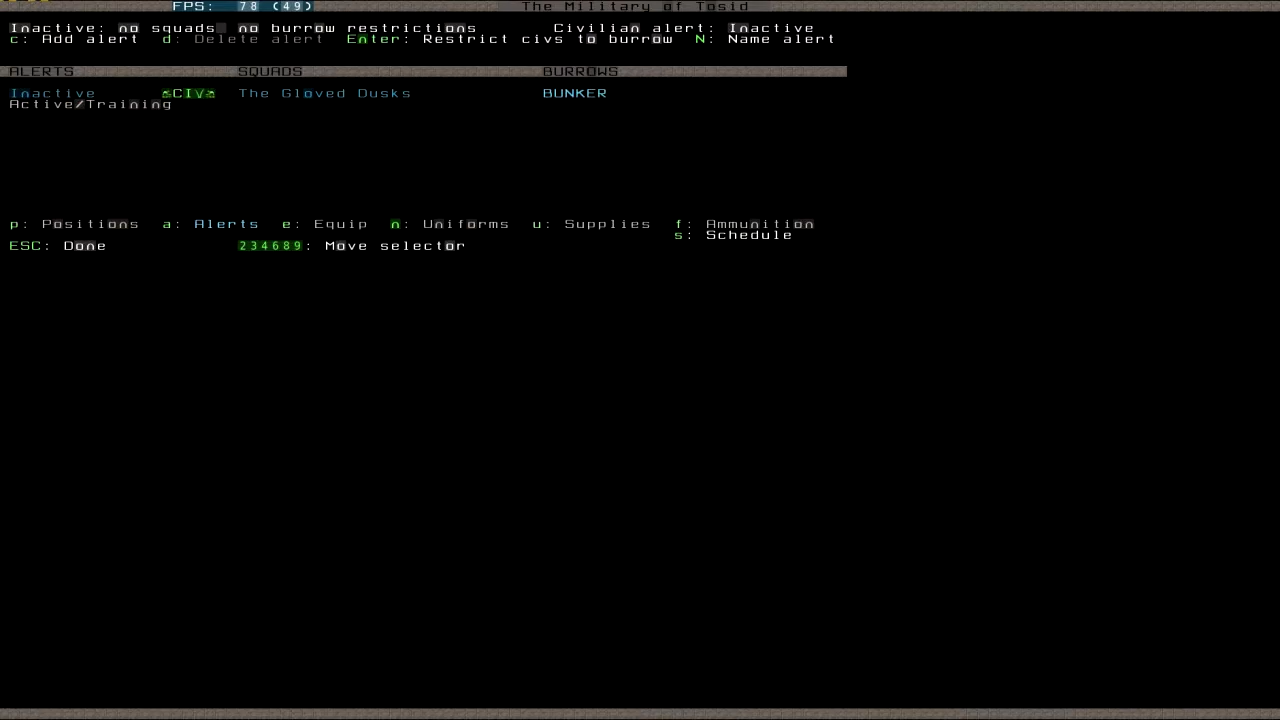 FPS: 78 (49) The Military of Tosid
Inactive: no squads no burrow restrictions Civilian alert: Inactive
c: Add alert d: Delete alert Enter: Restrict civs to burrow N: Name alert
ALERTS SQUADS BURROWS
Inactive CIV The Gloved Dusks BUNKER
Active/Training
p: Positions a: Alerts e: Equip n: Uniforms u: Supplies f: Ammunition
s: Schedule
ESC: Done 234689: Move selector